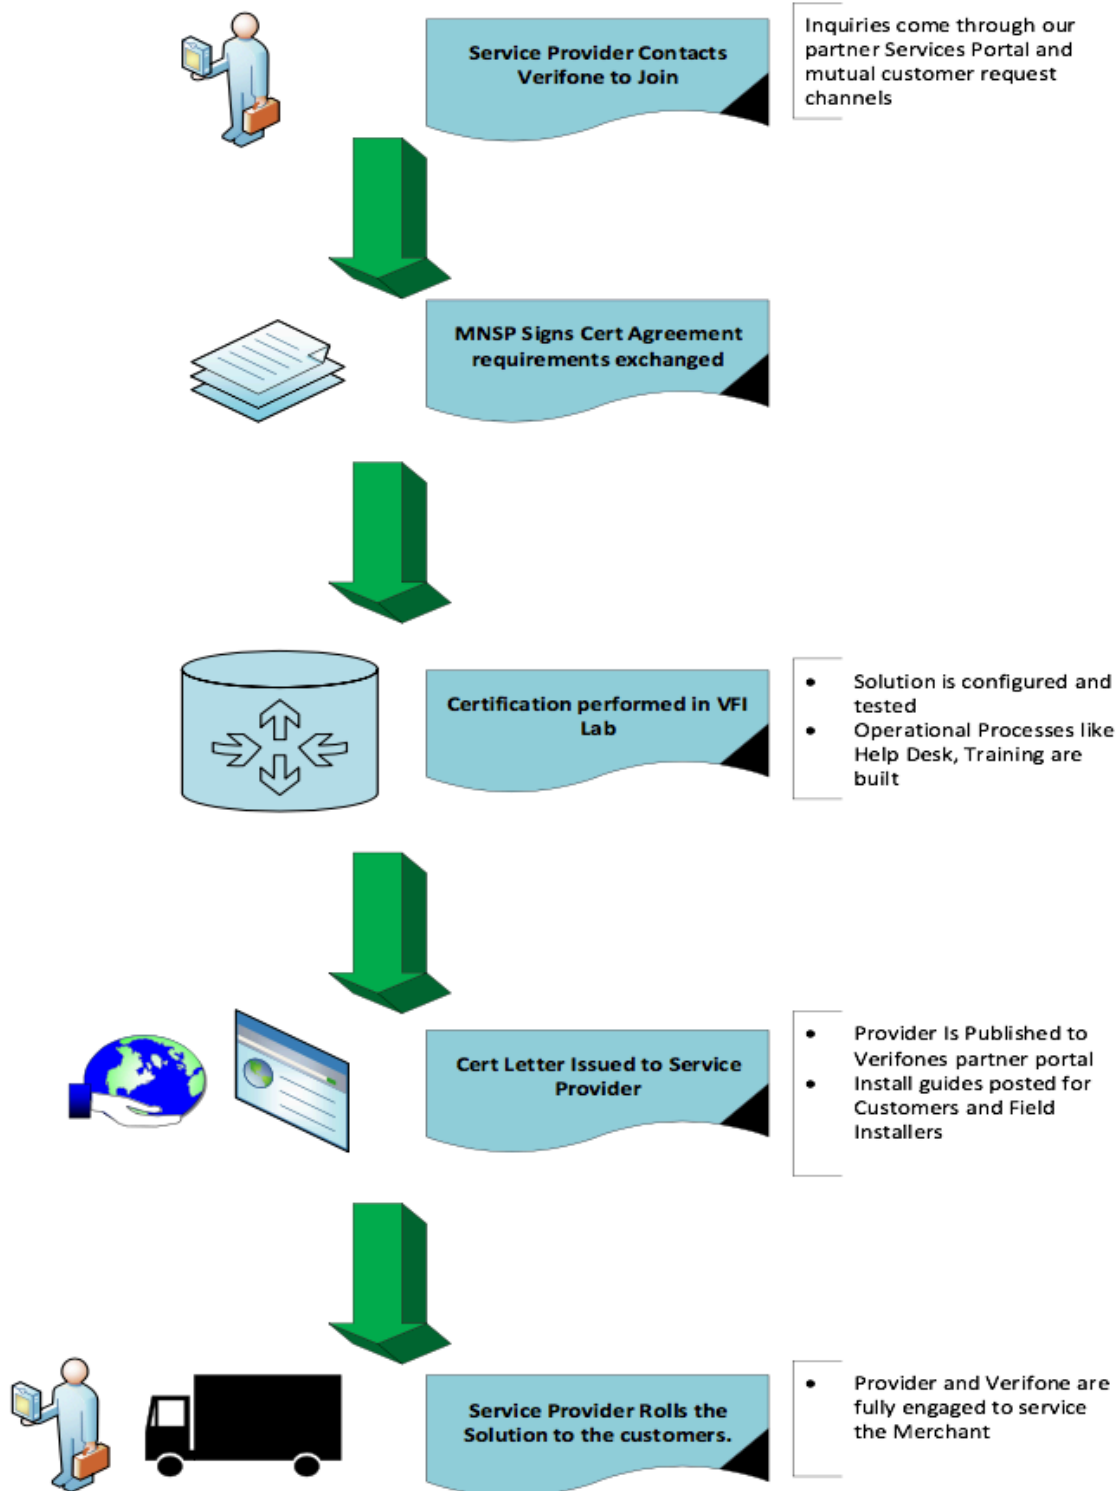 Service Provider Contacts
Verifone to Join
Inquiries come through our
partner Services Portal and
mutual customer request
channels
MNSP Signs Cert Agreement
requirements exchanged
Certification performed in VFI
Lab
• Solution is configured and
tested
• Operational Processes like
Help Desk, Training are
built
Cert Letter Issued to Service
Provider
• Provider Is Published to
Verifones partner portal
• Install guides posted for
Customers and Field
Installers
Service Provider Rolls the
Solution to the customers.
• Provider and Verifone are
fully engaged to service
the Merchant